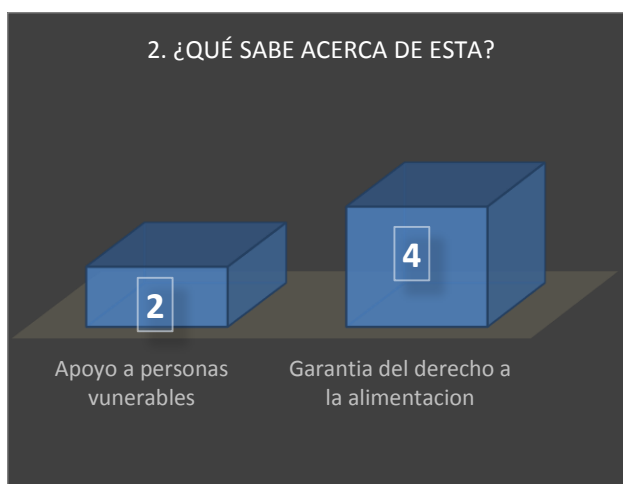 2. ¿QUÉ SABE ACERCA DE ESTA?
2
4
Apoyo a personas
vunerables
Garantia del derecho a
la alimentacion